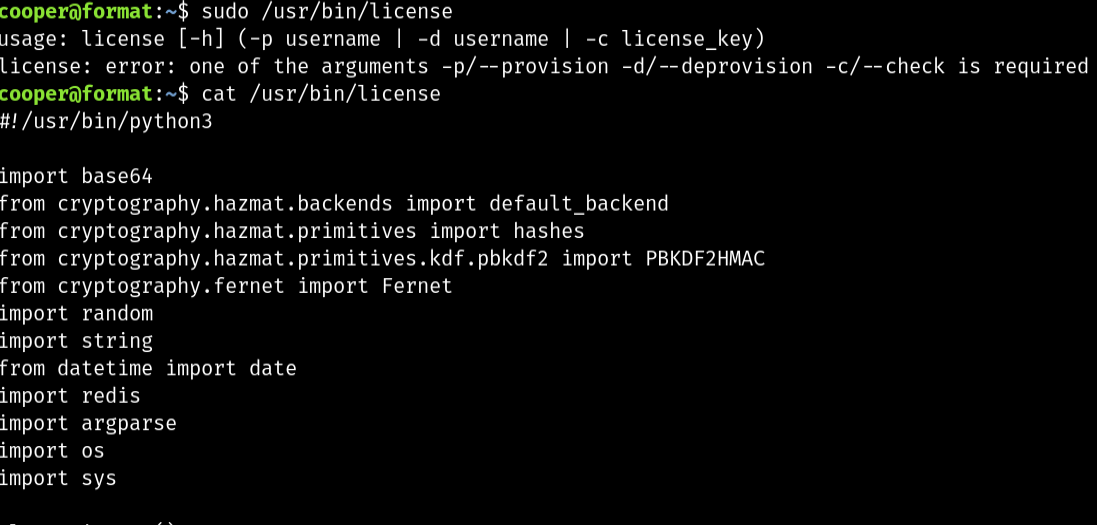 cooper@format:~$ sudo /usr/bin/license
usage: license [-h] (-p username | -d username | -c license_key)
license: error: one of the arguments -p/--provision -d/--deprovision -c/--check is required
cooper@format:~$ cat /usr/bin/license
#!/usr/bin/python3
import base64
from cryptography.hazmat.backends import default_backend
from cryptography.hazmat.primitives import hashes
from cryptography.hazmat.primitives.kdf.pbkdf2 import PBKDF2HMAC
from cryptography.fernet import Fernet
import random
import string
from datetime import date
import redis
import argparse
import os
import sys